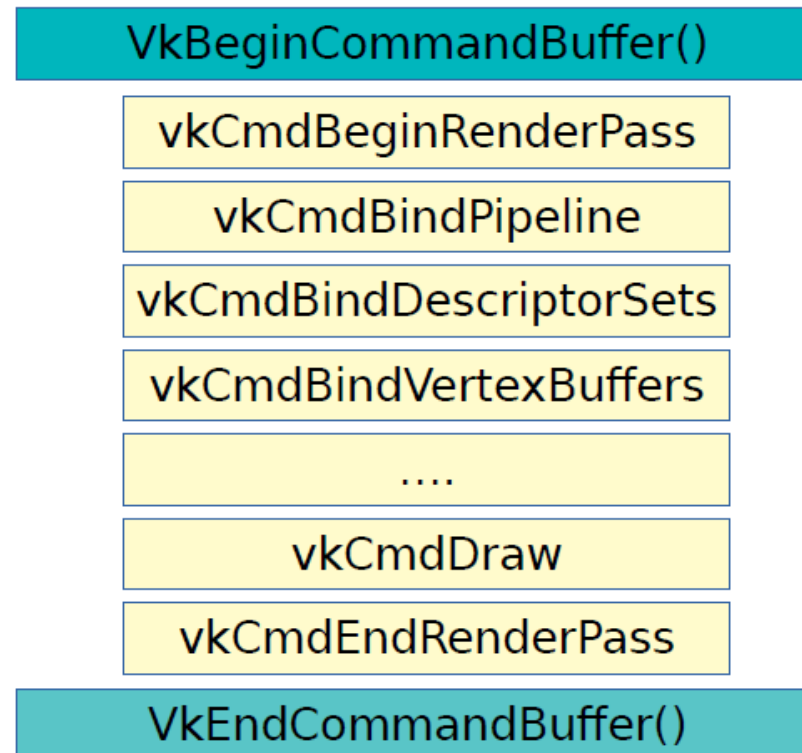 VkBeginCommandBuffer()
vkCmdBeginRenderPass
vkCmdBindPipeline
vkCmdBindDescriptorSets
vkCmdBindVertexBuffers
....
vkCmdDraw
vkCmdEndRenderPass
VkEndCommandBuffer()